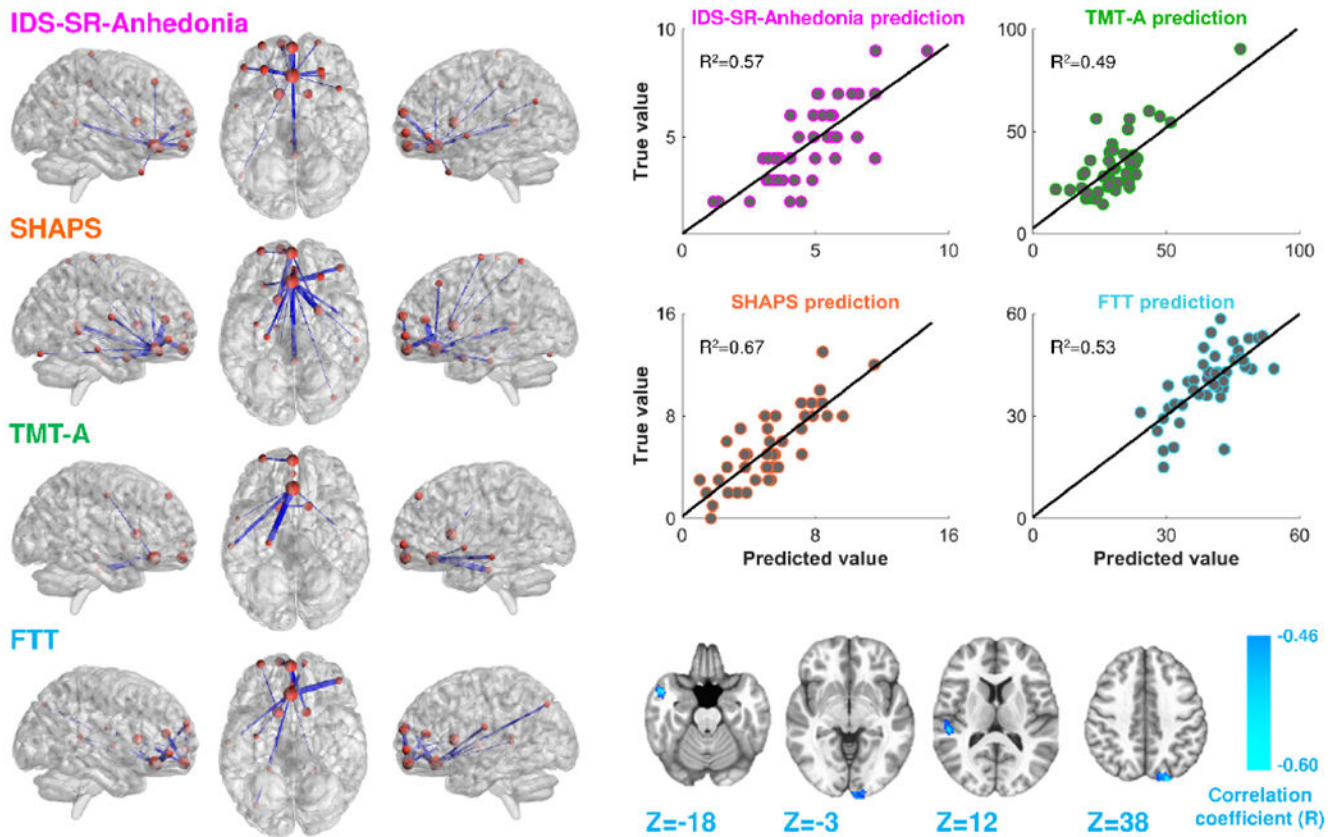 IDS-SR-Anhedonia
SHAPS
TMT-A
FTT
IDS-SR-Anhedonia prediction
10
R²=0.57
True value
5
0
5
10
TMT-A prediction
100
R²=0.49
50
0
0
50
100
SHAPS prediction
16
R²=0.67
True value
8
0
0
8
16
Predicted value
FTT prediction
60
R²=0.53
30
0
30
60
Predicted value
Z=-18
Z=-3
Z=12
Z=38
-0.46
-0.60
Correlation
coefficient (R)